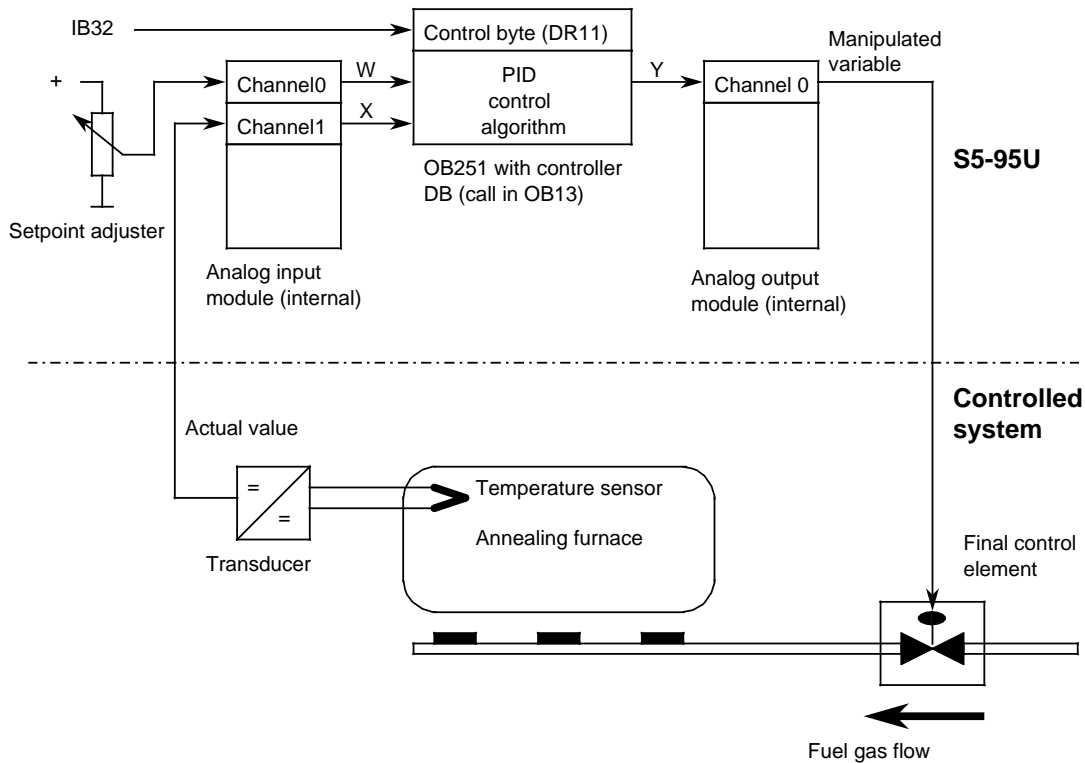 IB32
Control byte (DR11)
Manipulated
variable
+
Channel0
W
PID
control
algorithm
Y
Channel 0
Channel1
X
S5-95U
OB251 with controller
DB (call in OB13)
Setpoint adjuster
Analog input
module (internal)
Analog output
module (internal)
Controlled
system
Actual value
=
=
Temperature sensor
Annealing furnace
Transducer
Final control
element
Fuel gas flow